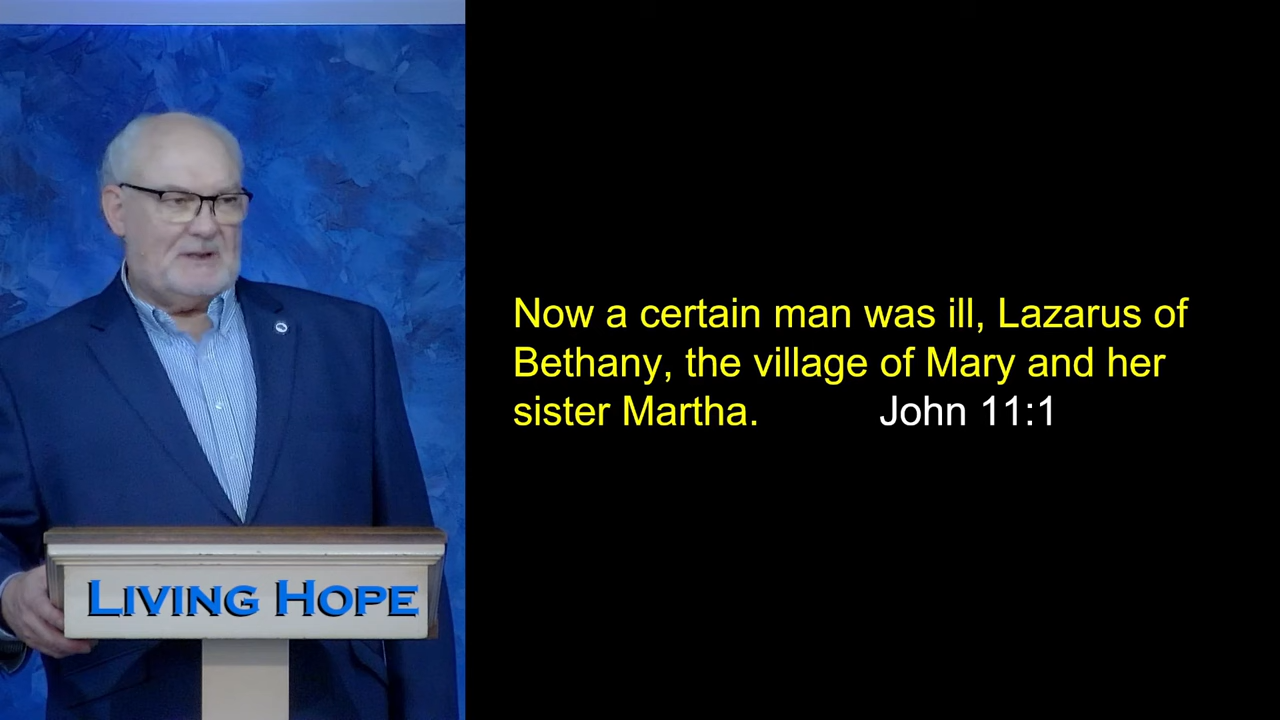 Now a certain man was ill, Lazarus of
Bethany, the village of Mary and her
sister Martha. John 11:1
LIVING HOPE